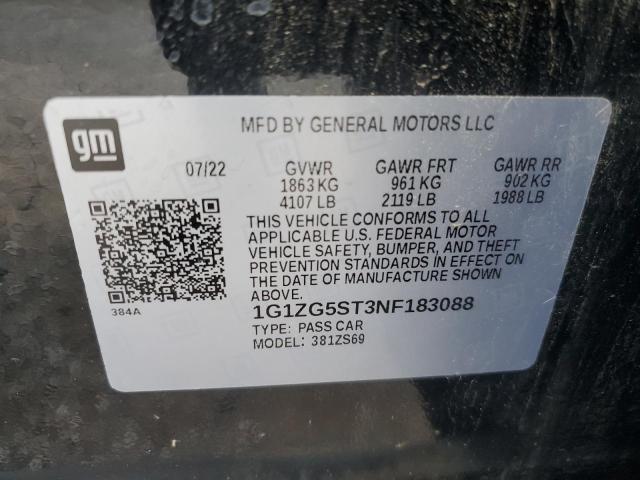 gm
MFD BY GENERAL MOTORS LLC
07/22 GVWR GAWR FRT GAWR RR
1863 KG 961 KG 902 KG
4107 LB 2119 LB 1988 LB
THIS VEHICLE CONFORMS TO ALL
APPLICABLE U.S. FEDERAL MOTOR
VEHICLE SAFETY, BUMPER, AND THEFT
PREVENTION STANDARDS IN EFFECT ON
THE DATE OF MANUFACTURE SHOWN
ABOVE.
384A
1G1ZG5ST3NF183088
TYPE: PASS CAR
MODEL: 381ZS69